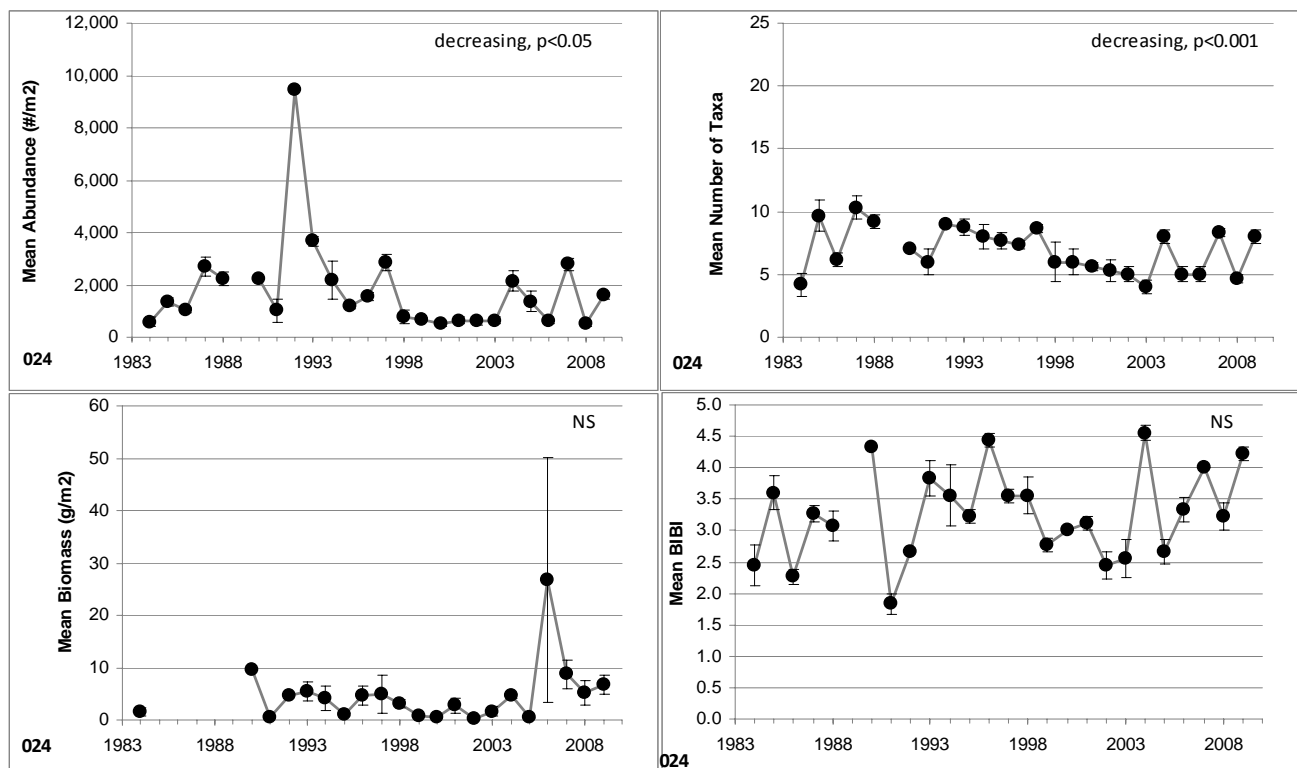 12,000
10,000
8,000
6,000
4,000
2,000
0
Mean Abundance (#/m2)
decreasing, p<0.05
1983 1988 1993 1998 2003 2008
024
25
20
15
10
5
0
Mean Number of Taxa
decreasing, p<0.001
1983 1988 1993 1998 2003 2008
024
60
50
40
30
20
10
0
Mean Biomass (g/m2)
NS
1983 1988 1993 1998 2003 2008
024
5.0
4.5
4.0
3.5
3.0
2.5
2.0
1.5
1.0
0.5
0.0
Mean BIBI
NS
1983 1988 1993 1998 2003 2008
024